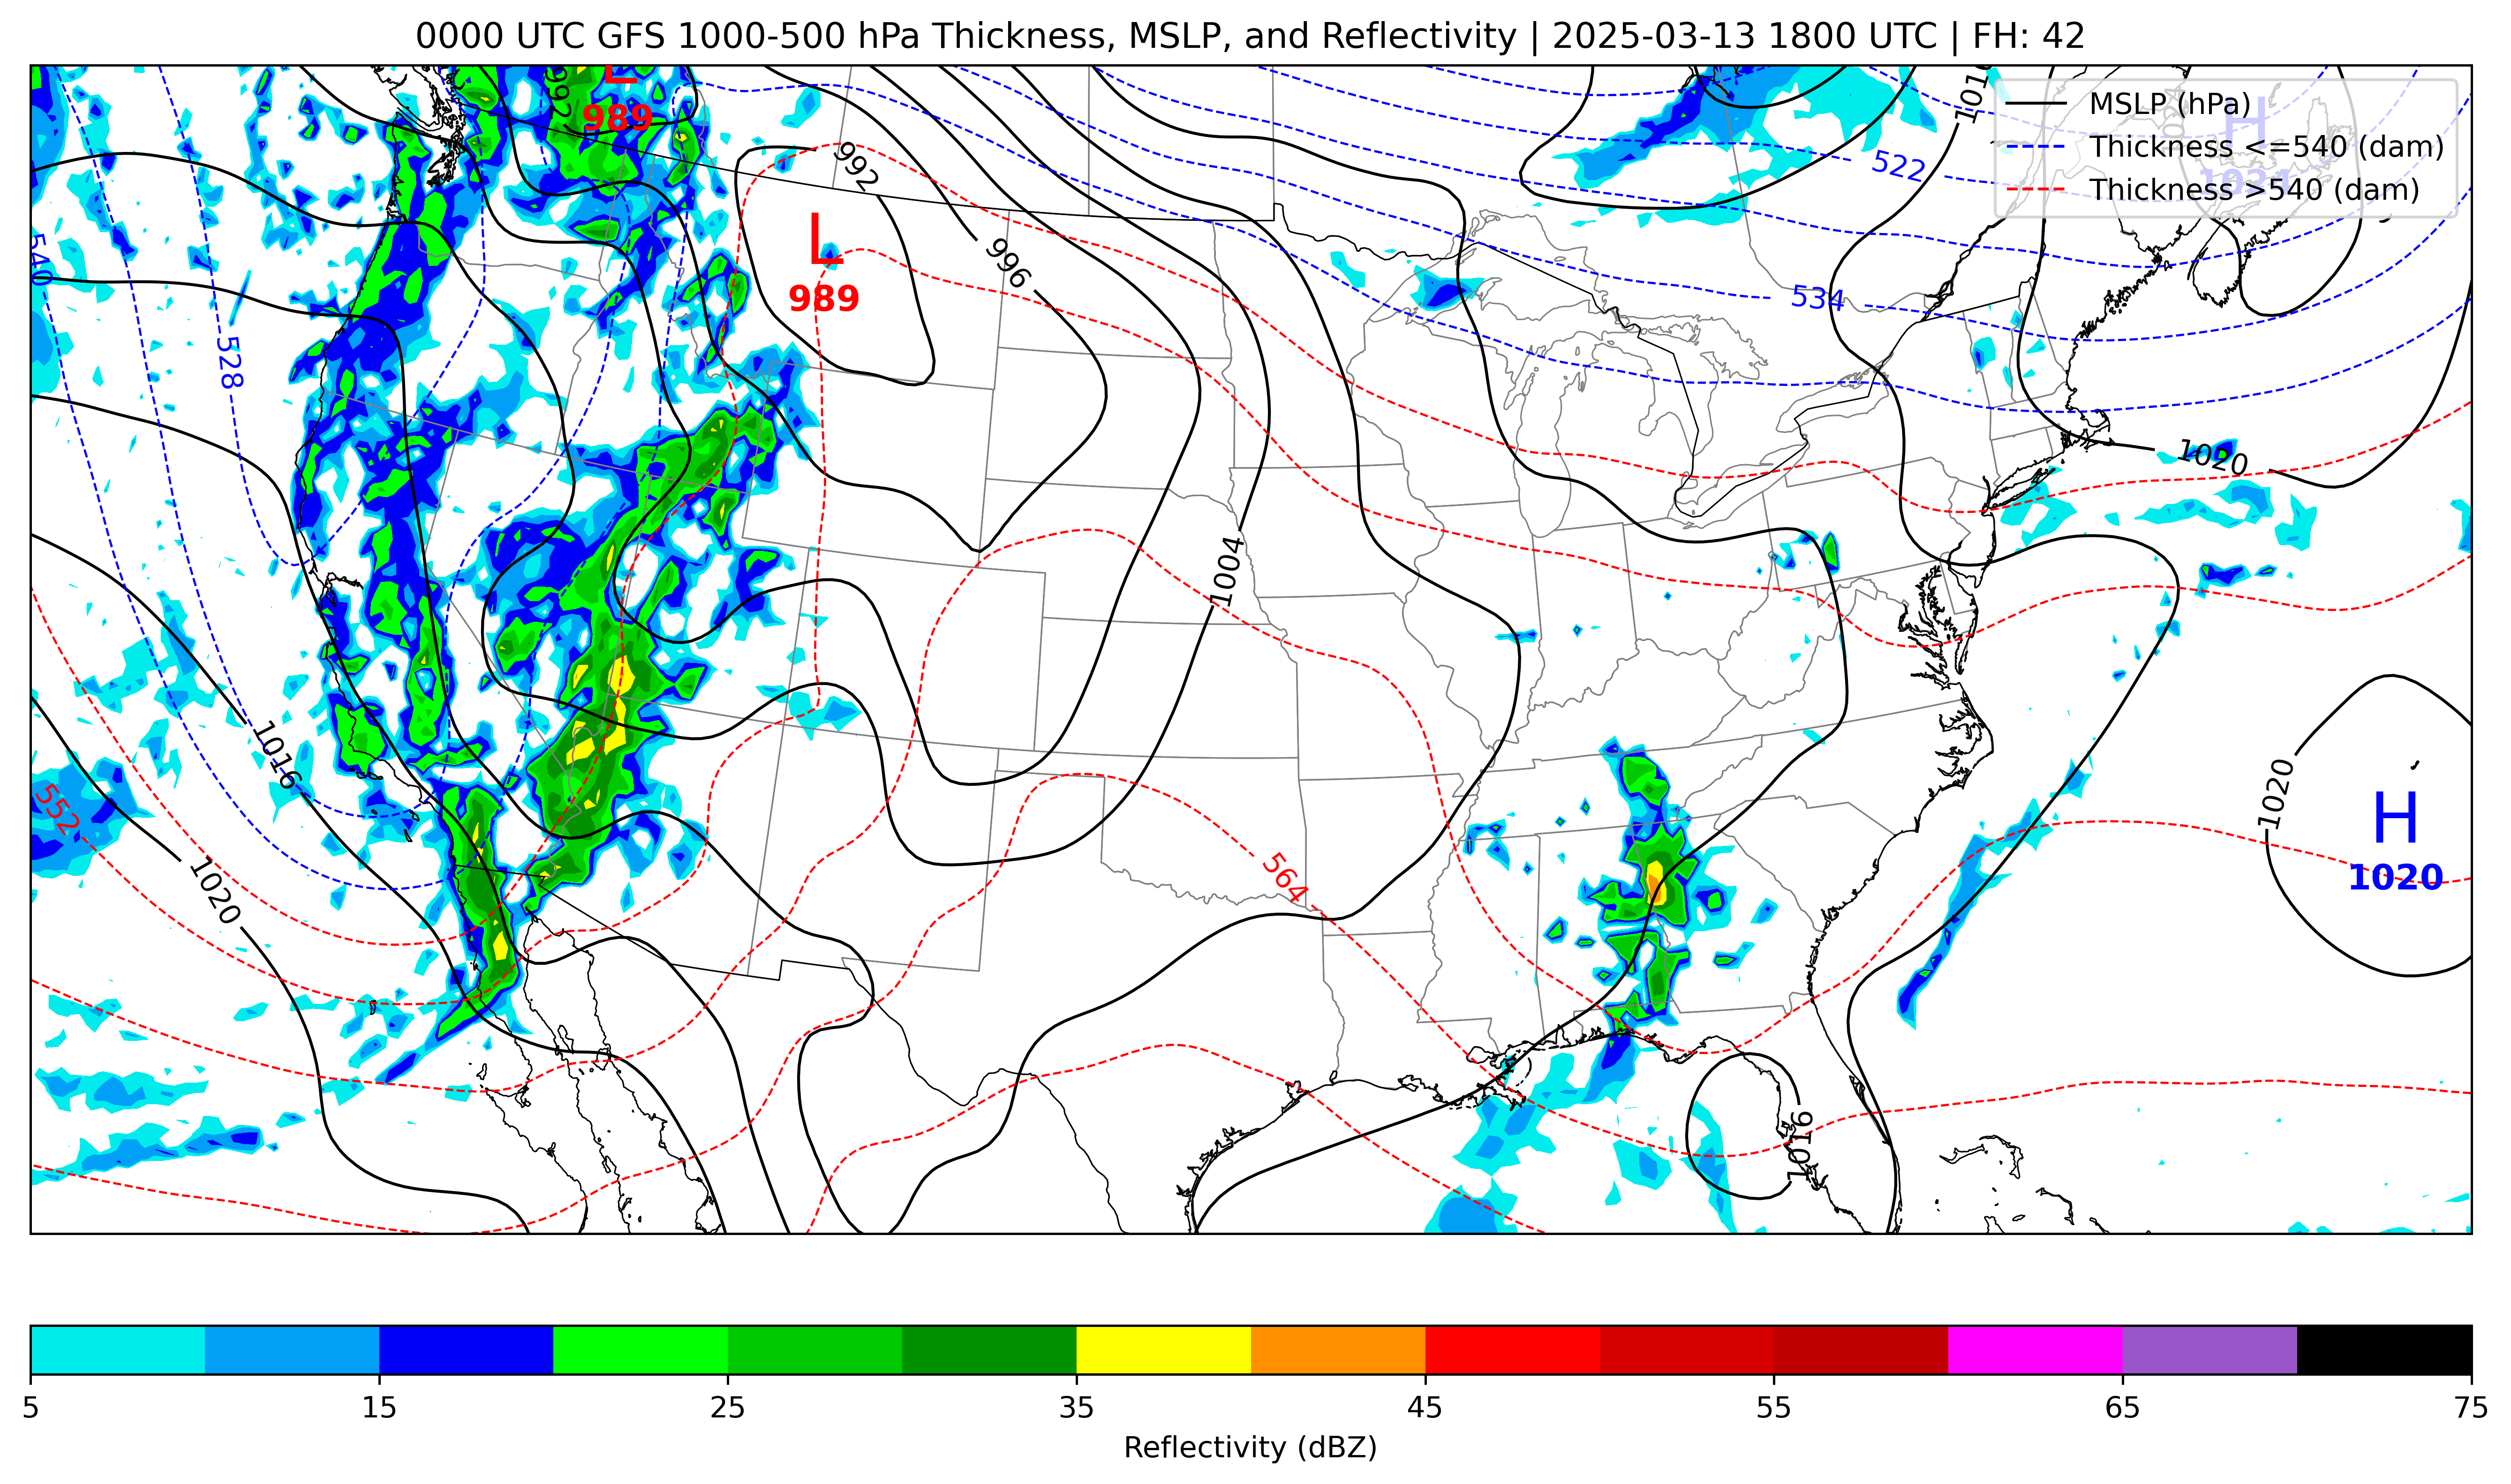 0000 UTC GFS 1000-500 hPa Thickness, MSLP, and Reflectivity | 2025-03-13 1800 UTC | FH: 42
MSLP (hPa)
Thickness <=540 (dam)
Thickness >540 (dam)
L
989
992
1016
H
522
992
L
989
996
540
534
528
1020
1004
1016
1020
H
1020
552
1020
564
1016
5 15 25 35 45 55 65 75
Reflectivity (dBZ)